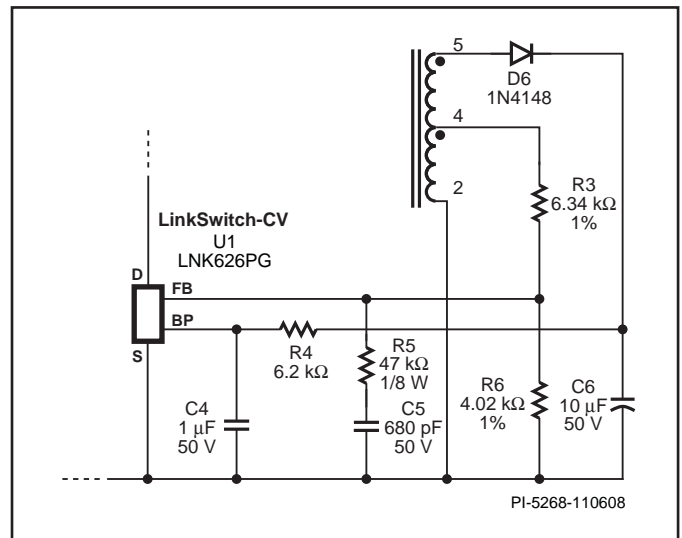 5
D6
1N4148
4
2
R3
6.34 kΩ
1%
LinkSwitch-CV
U1
LNK626PG
D
FB
BP
S
R4
6.2 kΩ
R5
47 kΩ
1/8 W
C4
1 μF
50 V
C5
680 pF
50 V
R6
4.02 kΩ
1%
C6
10 μF
50 V
PI-5268-110608